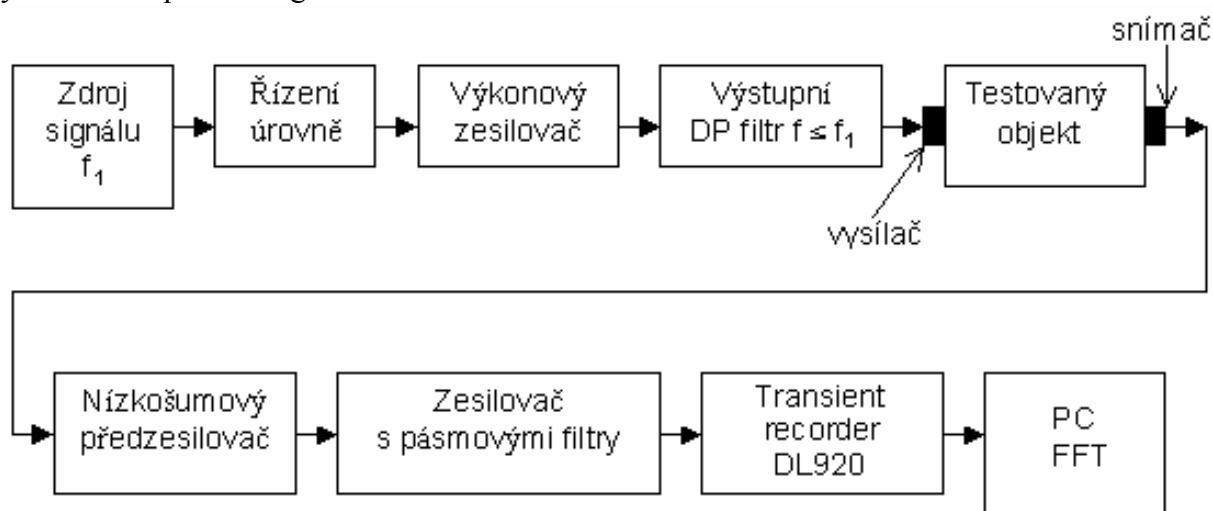 snímač
Zdroj
signálu
f₁
Řízení
úrovně
Výkonový
zesilovač
Výstupní
DP filtr f ≤ f₁
Testovaný
objekt
vysílač
Nízkošumový
předzesilovač
Zesilovač
s pásmovými filtry
Transient
recorder
DL920
PC
FFT